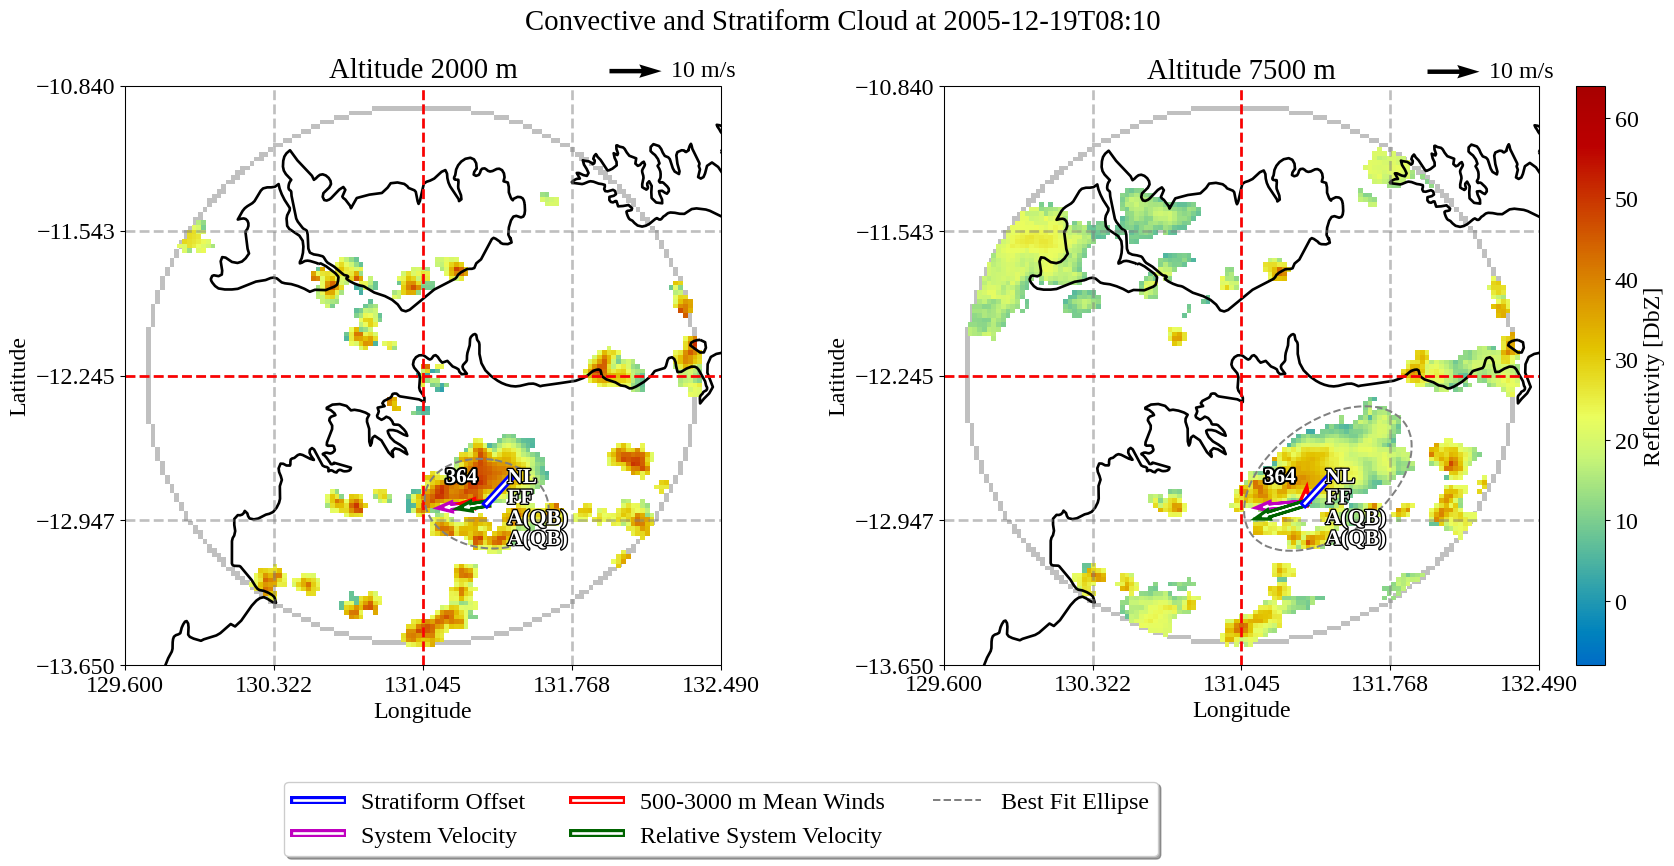 Convective and Stratiform Cloud at 2005-12-19T08:10
Altitude 2000 m
10 m/s
−10.840
−11.543
−12.245
−12.947
−13.650
Latitude
129.600
130.322
131.045
131.768
132.490
Longitude
364
NL
FF
A(QB)
A(QB)
Altitude 7500 m
10 m/s
−10.840
−11.543
−12.245
−12.947
−13.650
Latitude
129.600
130.322
131.045
131.768
132.490
Longitude
364
NL
FF
A(QB)
A(QB)
60
50
40
30
20
10
0
Reflectivity [DbZ]
Stratiform Offset
System Velocity
500-3000 m Mean Winds
Relative System Velocity
Best Fit Ellipse